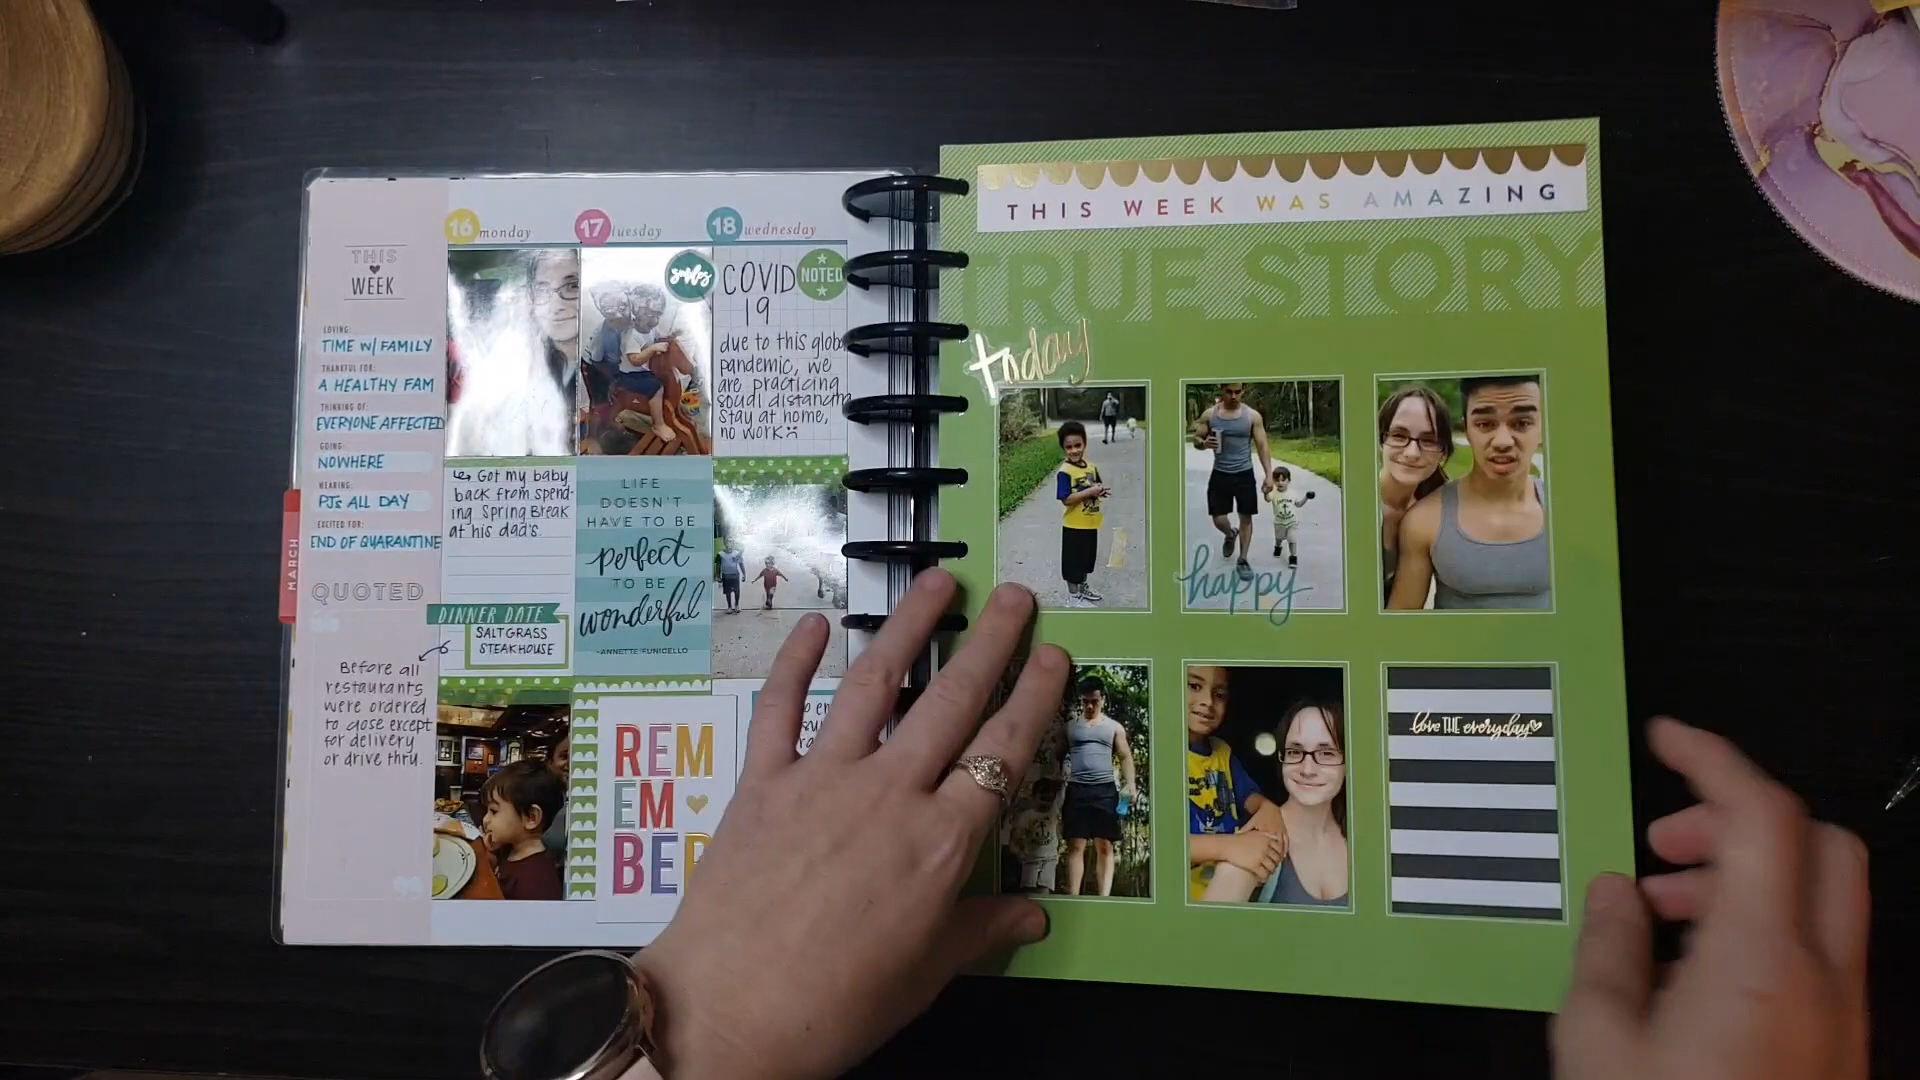 THIS
WEEK
LOVING:
TIME W/ FAMILY
THANKFUL FOR:
A HEALTHY FAM
THINKING OF:
EVERYONE AFFECTED
GOING:
NOWHERE
WEARING:
PJs ALL DAY
EXCITED FOR:
END OF QUARANTINE
QUOTED
Before all
restaurants
were ordered
to close except
for delivery
or drive thru.
MARCH
16 monday
17 tuesday
18 wednesday
smiles
COVID
19
NOTED
due to this glob
pandemic, we
are practicing
social distancing
stay at home,
no work
Got my baby
back from spend-
ing Spring Break
at his dad's.
DINNER DATE
SALTGRASS
STEAKHOUSE
LIFE
DOESN'T
HAVE TO BE
perfect
TO BE
wonderful
-ANNETTE FUNICELLO
REM
EM
BER
THIS WEEK WAS AMAZING
TRUE STORY
today
happy
love THE everyday